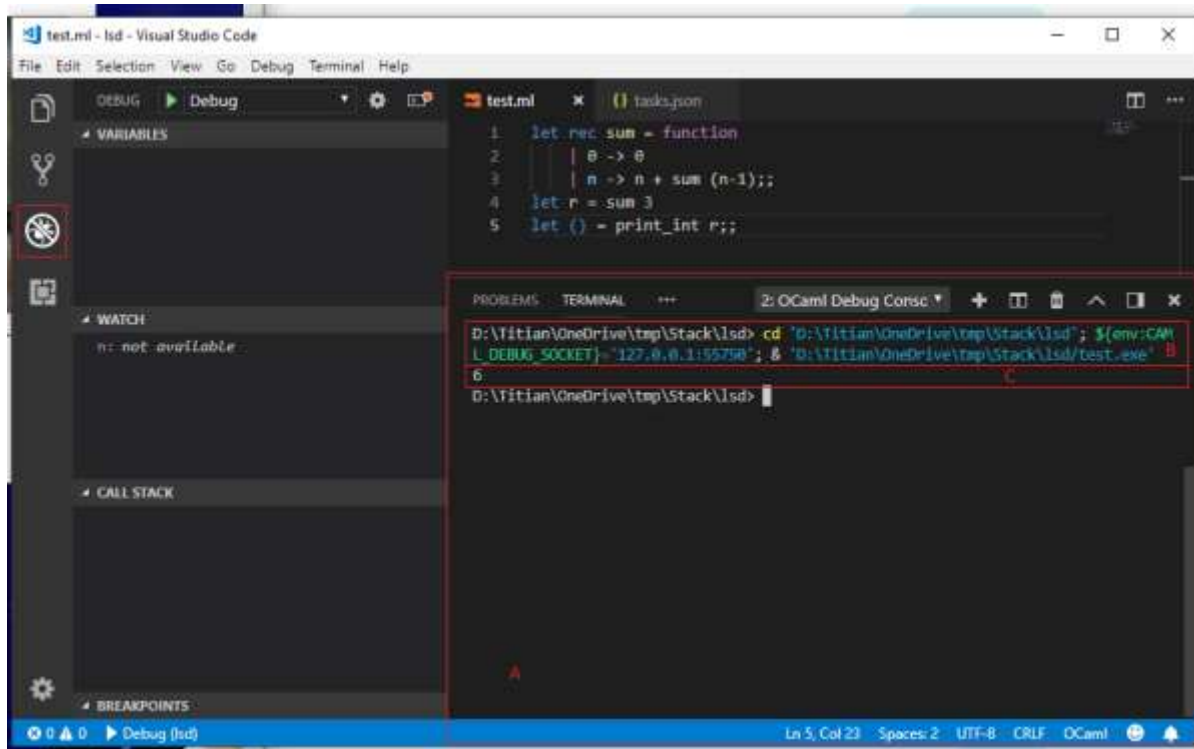 test.ml - lsd - Visual Studio Code
File Edit Selection View Go Debug Terminal Help
DEBUG Debug
VARIABLES
WATCH
n: not available
CALL STACK
BREAKPOINTS
test.ml tasks.json
1 let rec sum = function
2 | 0 -> 0
3 | n -> n + sum (n-1);;
4 let r = sum 3
5 let () = print_int r;;
PROBLEMS TERMINAL ••• 2: OCaml Debug Consc
D:\Titian\OneDrive\tmp\Stack\lsd> cd 'D:\Titian\OneDrive\tmp\Stack\lsd'; ${env:CAM
L_DEBUG_SOCKET}='127.0.0.1:55790'; & 'D:\Titian\OneDrive\tmp\Stack\lsd/test.exe' B
6 C
D:\Titian\OneDrive\tmp\Stack\lsd>
A
0 0 Debug (lsd) Ln 5, Col 23 Spaces: 2 UTF-8 CRLF OCaml